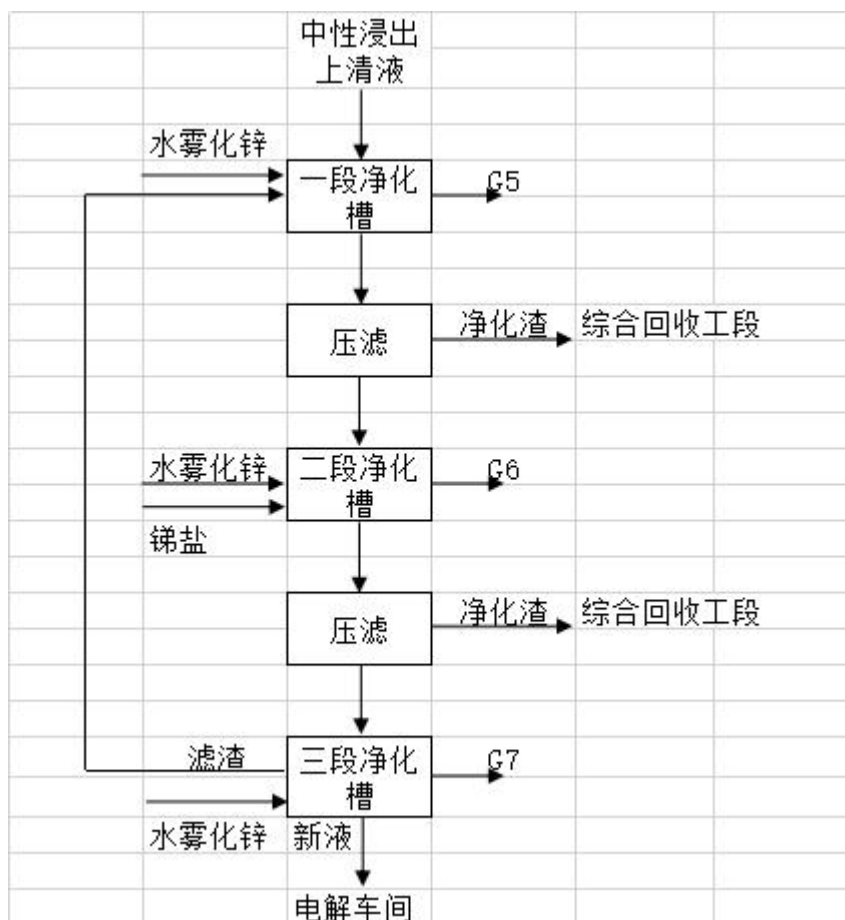 中性浸出
上清液
水雾化锌
一段净化
槽
G5
压滤
净化渣
综合回收工段
水雾化锌
二段净化
槽
G6
锑盐
压滤
净化渣
综合回收工段
滤渣
三段净化
槽
G7
水雾化锌
新液
电解车间